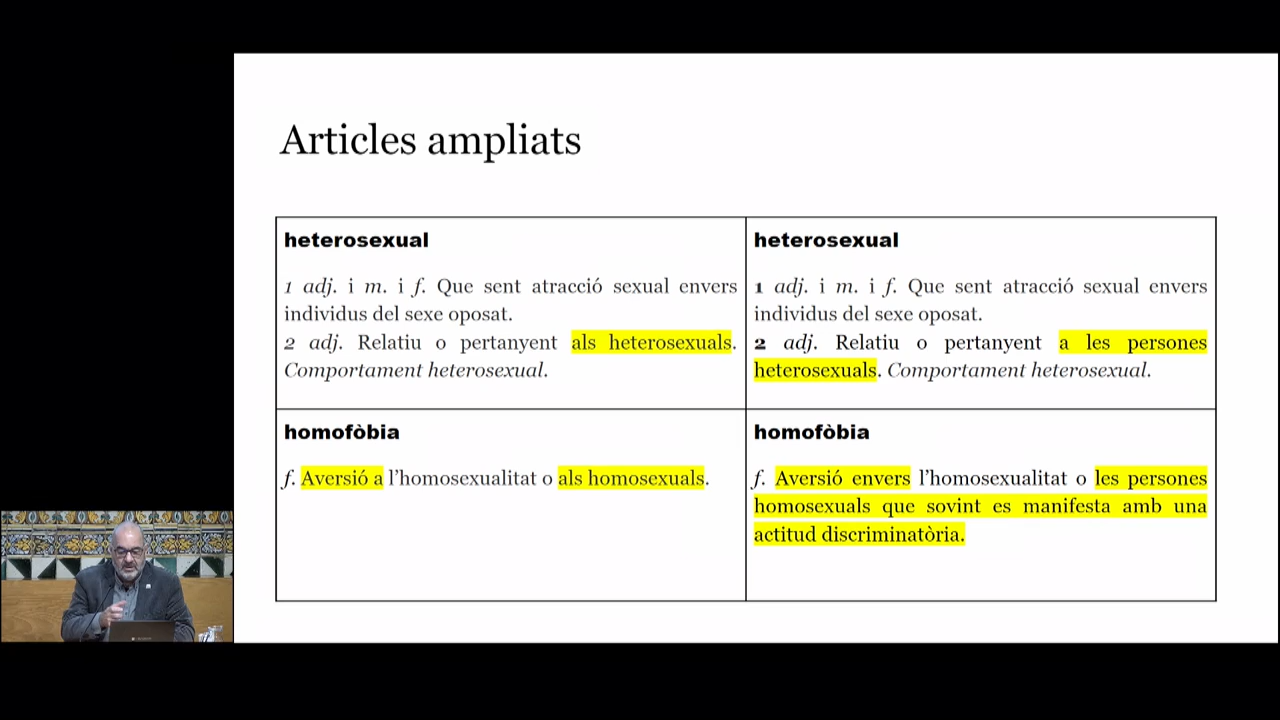 Articles ampliats
heterosexual
1 adj. i m. i f. Que sent atracció sexual envers
individus del sexe oposat.
2 adj. Relatiu o pertanyent als heterosexuals.
Comportament heterosexual.
heterosexual
1 adj. i m. i f. Que sent atracció sexual envers
individus del sexe oposat.
2 adj. Relatiu o pertanyent a les persones
heterosexuals. Comportament heterosexual.
homofòbia
f. Aversió a l’homosexualitat o als homosexuals.
homofòbia
f. Aversió envers l’homosexualitat o les persones
homosexuals que sovint es manifesta amb una
actitud discriminatòria.